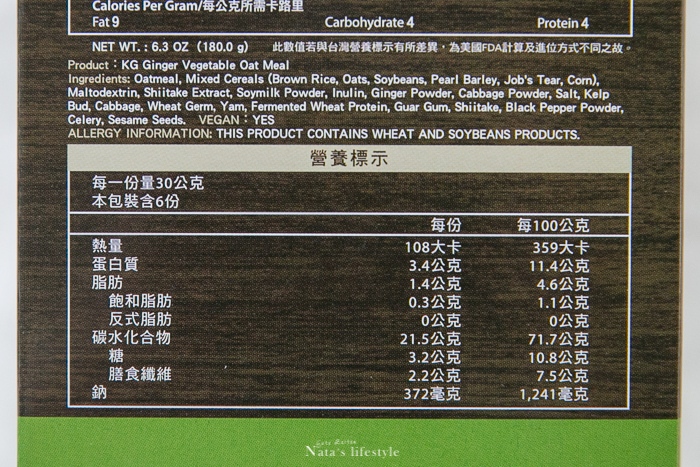 Calories Per Gram/每公克所需卡路里
Fat 9 Carbohydrate 4 Protein 4
NET WT. : 6.3 OZ (180.0 g) 此數值若與台灣營養標示有所差異，為美國FDA計算及進位方式不同之故。
Product：KG Ginger Vegetable Oat Meal
Ingredients: Oatmeal, Mixed Cereals (Brown Rice, Oats, Soybeans, Pearl Barley, Job's Tear, Corn),
Maltodextrin, Shiitake Extract, Soymilk Powder, Inulin, Ginger Powder, Cabbage Powder, Salt, Kelp
Bud, Cabbage, Wheat Germ, Yam, Fermented Wheat Protein, Guar Gum, Shiitake, Black Pepper Powder,
Celery, Sesame Seeds. VEGAN：YES
ALLERGY INFORMATION: THIS PRODUCT CONTAINS WHEAT AND SOYBEANS PRODUCTS.
營養標示
每一份量30公克
本包裝含6份
每份 每100公克
熱量 108大卡 359大卡
蛋白質 3.4公克 11.4公克
脂肪 1.4公克 4.6公克
飽和脂肪 0.3公克 1.1公克
反式脂肪 0公克 0公克
碳水化合物 21.5公克 71.7公克
糖 3.2公克 10.8公克
膳食纖維 2.2公克 7.5公克
鈉 372毫克 1,241毫克
Nata's lifestyle